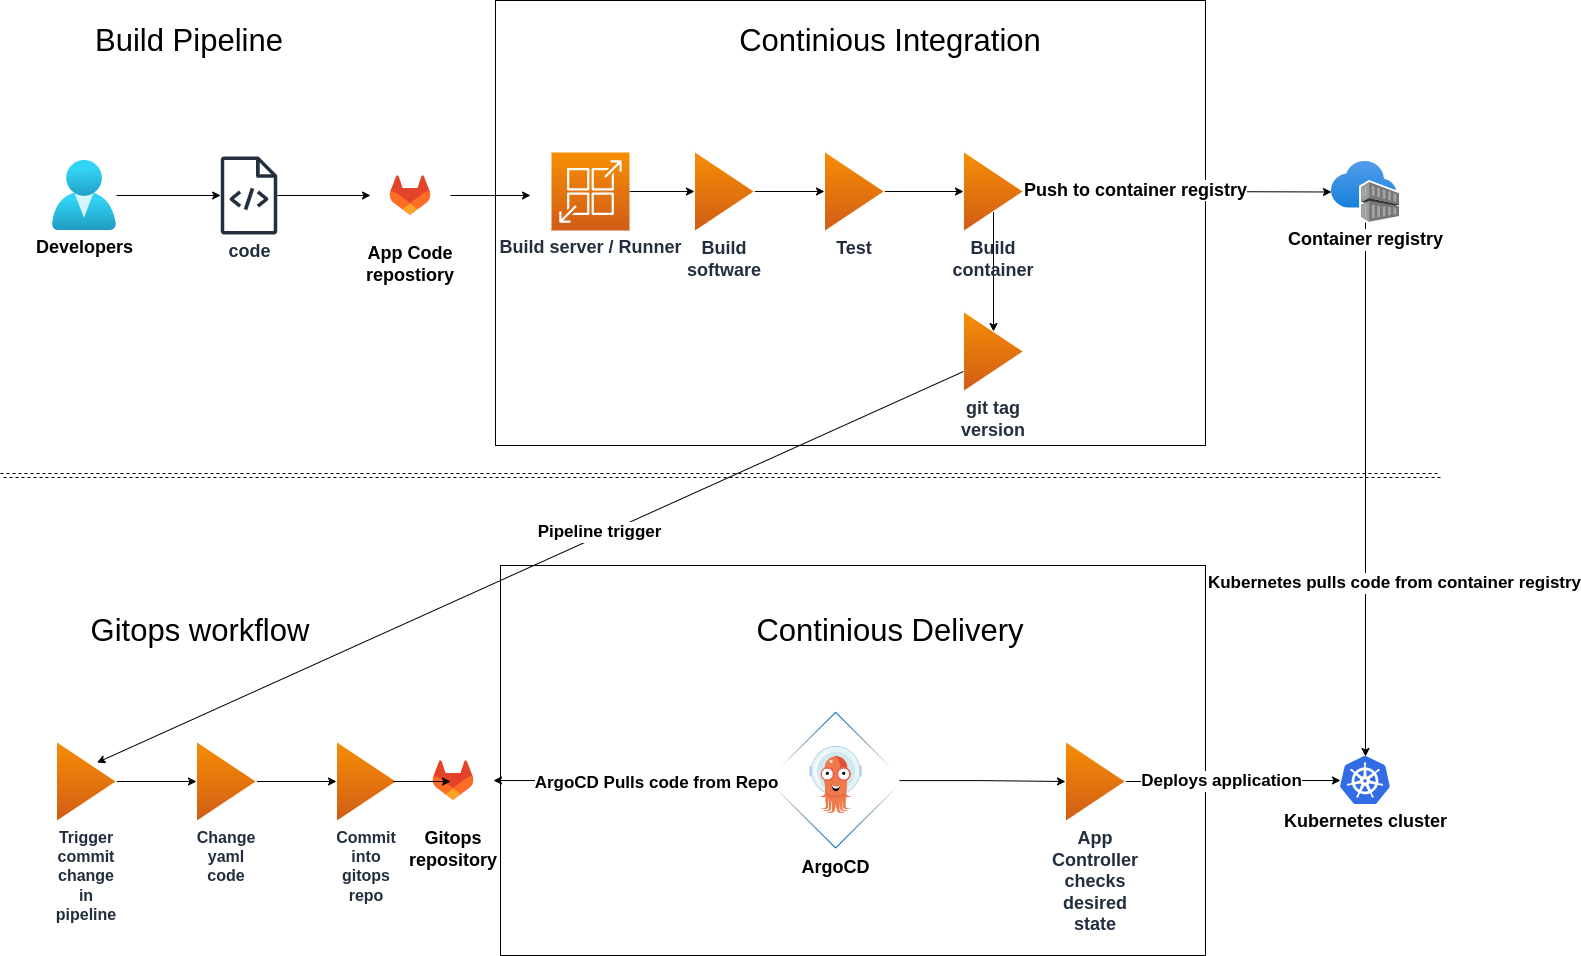 Build Pipeline
Continious Integration
Developers
code
App Code
repostiory
Build server / Runner
Build
software
Test
Build
container
Push to container registry
Container registry
git tag
version
Pipeline trigger
Kubernetes pulls code from container registry
Gitops workflow
Continious Delivery
Trigger
commit
change
in
pipeline
Change
yaml
code
Commit
into
gitops
repo
Gitops
repository
ArgoCD Pulls code from Repo
ArgoCD
App
Controller
checks
desired
state
Deploys application
Kubernetes cluster